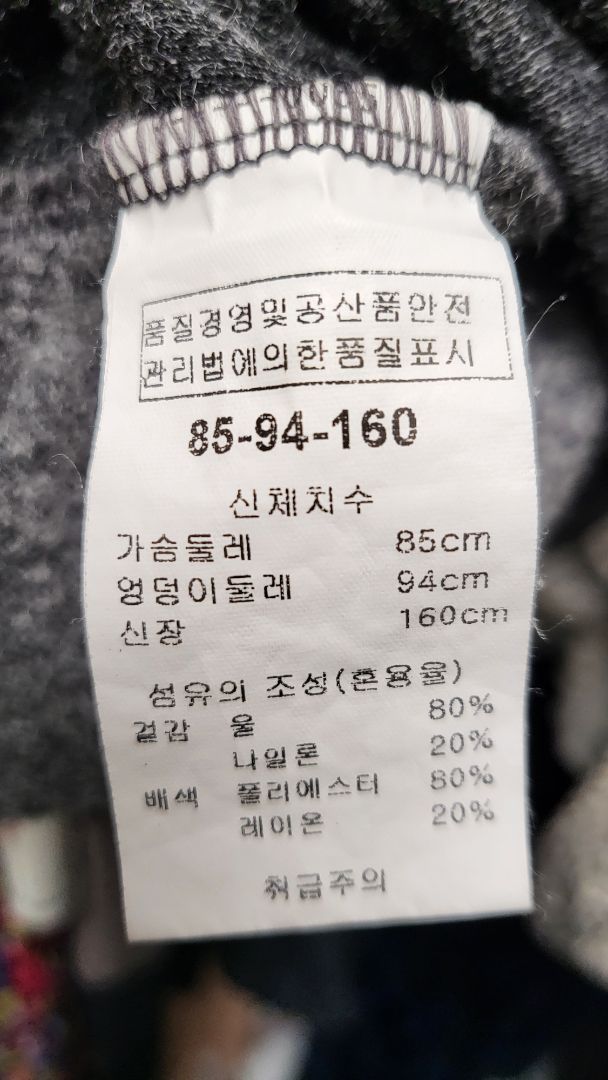 품질경영및공산품안전
관리법에의한품질표시
85-94-160
신체치수
가슴둘레 85cm
엉덩이둘레 94cm
신장 160cm
섬유의 조성(혼용율)
겉감 울 80%
나일론 20%
배색 폴리에스터 80%
레이온 20%
취급주의